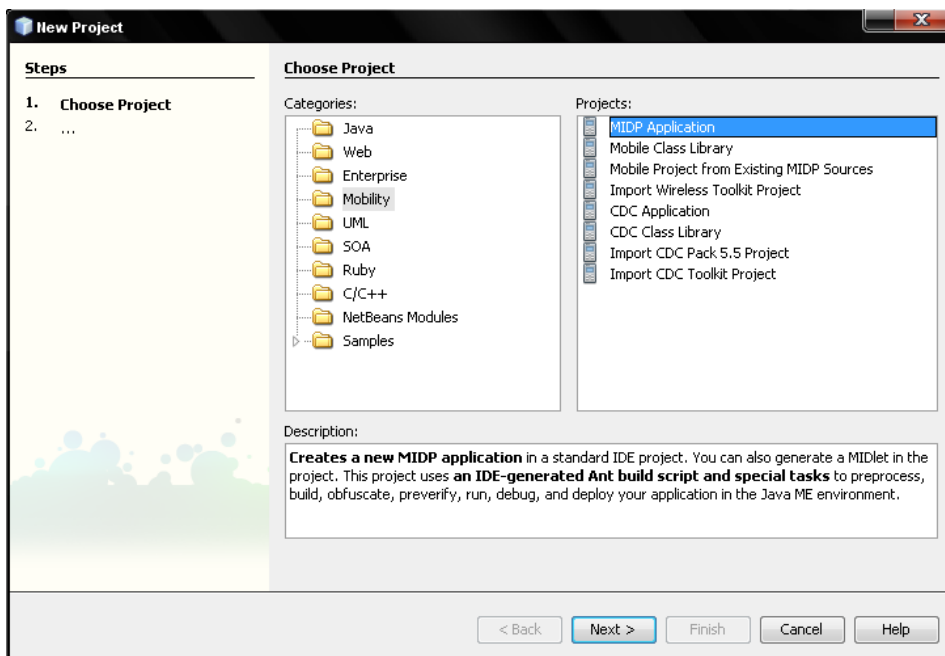 New Project
Steps
1. Choose Project
2. ...
Choose Project
Categories:
Java
Web
Enterprise
Mobility
UML
SOA
Ruby
C/C++
NetBeans Modules
Samples
Projects:
MIDP Application
Mobile Class Library
Mobile Project from Existing MIDP Sources
Import Wireless Toolkit Project
CDC Application
CDC Class Library
Import CDC Pack 5.5 Project
Import CDC Toolkit Project
Description:
Creates a new MIDP application in a standard IDE project. You can also generate a MIDlet in the
project. This project uses an IDE-generated Ant build script and special tasks to preprocess,
build, obfuscate, preverify, run, debug, and deploy your application in the Java ME environment.
< Back
Next >
Finish
Cancel
Help